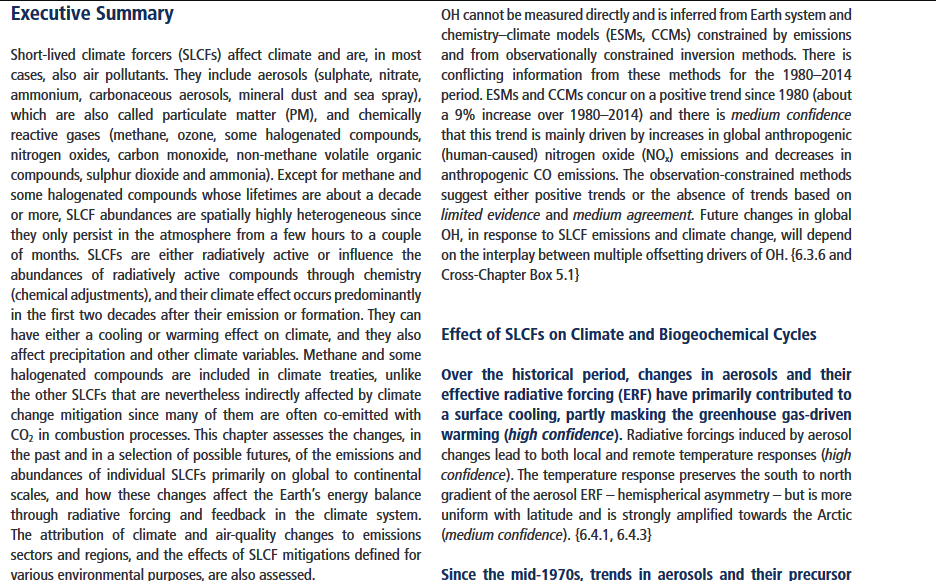 Executive Summary
Short-lived climate forcers (SLCFs) affect climate and are, in most
cases, also air pollutants. They include aerosols (sulphate, nitrate,
ammonium, carbonaceous aerosols, mineral dust and sea spray),
which are also called particulate matter (PM), and chemically
reactive gases (methane, ozone, some halogenated compounds,
nitrogen oxides, carbon monoxide, non-methane volatile organic
compounds, sulphur dioxide and ammonia). Except for methane and
some halogenated compounds whose lifetimes are about a decade
or more, SLCF abundances are spatially highly heterogeneous since
they only persist in the atmosphere from a few hours to a couple
of months. SLCFs are either radiatively active or influence the
abundances of radiatively active compounds through chemistry
(chemical adjustments), and their climate effect occurs predominantly
in the first two decades after their emission or formation. They can
have either a cooling or warming effect on climate, and they also
affect precipitation and other climate variables. Methane and some
halogenated compounds are included in climate treaties, unlike
the other SLCFs that are nevertheless indirectly affected by climate
change mitigation since many of them are often co-emitted with
CO₂ in combustion processes. This chapter assesses the changes, in
the past and in a selection of possible futures, of the emissions and
abundances of individual SLCFs primarily on global to continental
scales, and how these changes affect the Earth's energy balance
through radiative forcing and feedback in the climate system.
The attribution of climate and air-quality changes to emissions
sectors and regions, and the effects of SLCF mitigations defined for
various environmental purposes, are also assessed.
OH cannot be measured directly and is inferred from Earth system and
chemistry–climate models (ESMs, CCMs) constrained by emissions
and from observationally constrained inversion methods. There is
conflicting information from these methods for the 1980–2014
period. ESMs and CCMs concur on a positive trend since 1980 (about
a 9% increase over 1980–2014) and there is medium confidence
that this trend is mainly driven by increases in global anthropogenic
(human-caused) nitrogen oxide (NOₓ) emissions and decreases in
anthropogenic CO emissions. The observation-constrained methods
suggest either positive trends or the absence of trends based on
limited evidence and medium agreement. Future changes in global
OH, in response to SLCF emissions and climate change, will depend
on the interplay between multiple offsetting drivers of OH. {6.3.6 and
Cross-Chapter Box 5.1}
Effect of SLCFs on Climate and Biogeochemical Cycles
Over the historical period, changes in aerosols and their
effective radiative forcing (ERF) have primarily contributed to
a surface cooling, partly masking the greenhouse gas-driven
warming (high confidence). Radiative forcings induced by aerosol
changes lead to both local and remote temperature responses (high
confidence). The temperature response preserves the south to north
gradient of the aerosol ERF – hemispherical asymmetry – but is more
uniform with latitude and is strongly amplified towards the Arctic
(medium confidence). {6.4.1, 6.4.3}
Since the mid-1970s, trends in aerosols and their precursor